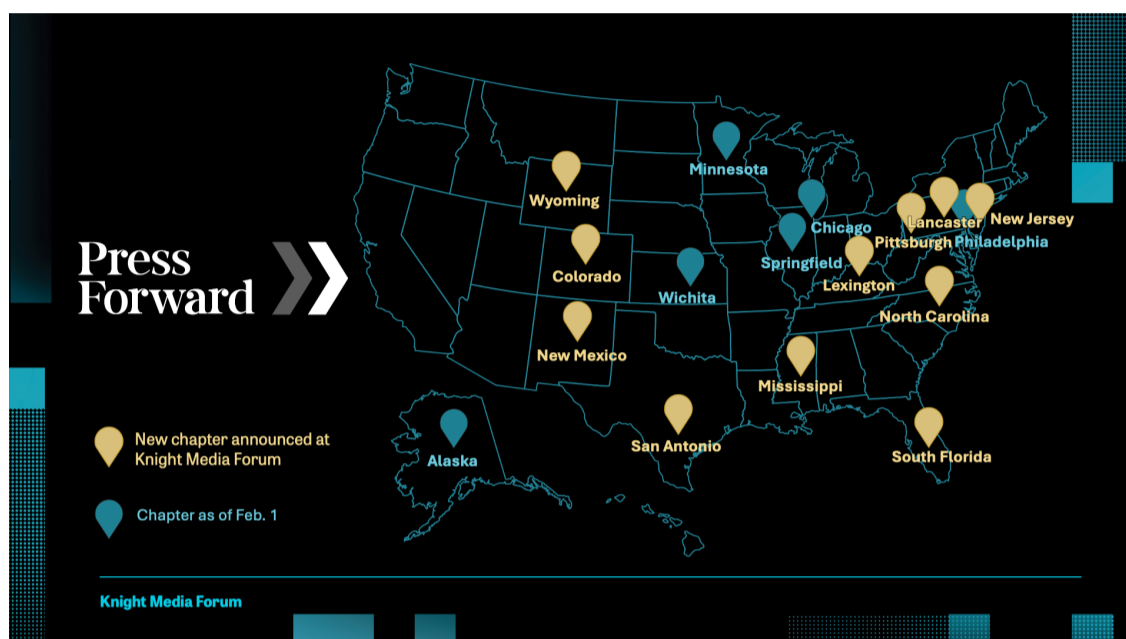 Press
Forward
New chapter announced at
Knight Media Forum
Chapter as of Feb. 1
Minnesota
Wyoming
Chicago
Lancaster
New Jersey
Pittsburgh
Philadelphia
Springfield
Colorado
Lexington
Wichita
North Carolina
New Mexico
Mississippi
San Antonio
South Florida
Alaska
Knight Media Forum